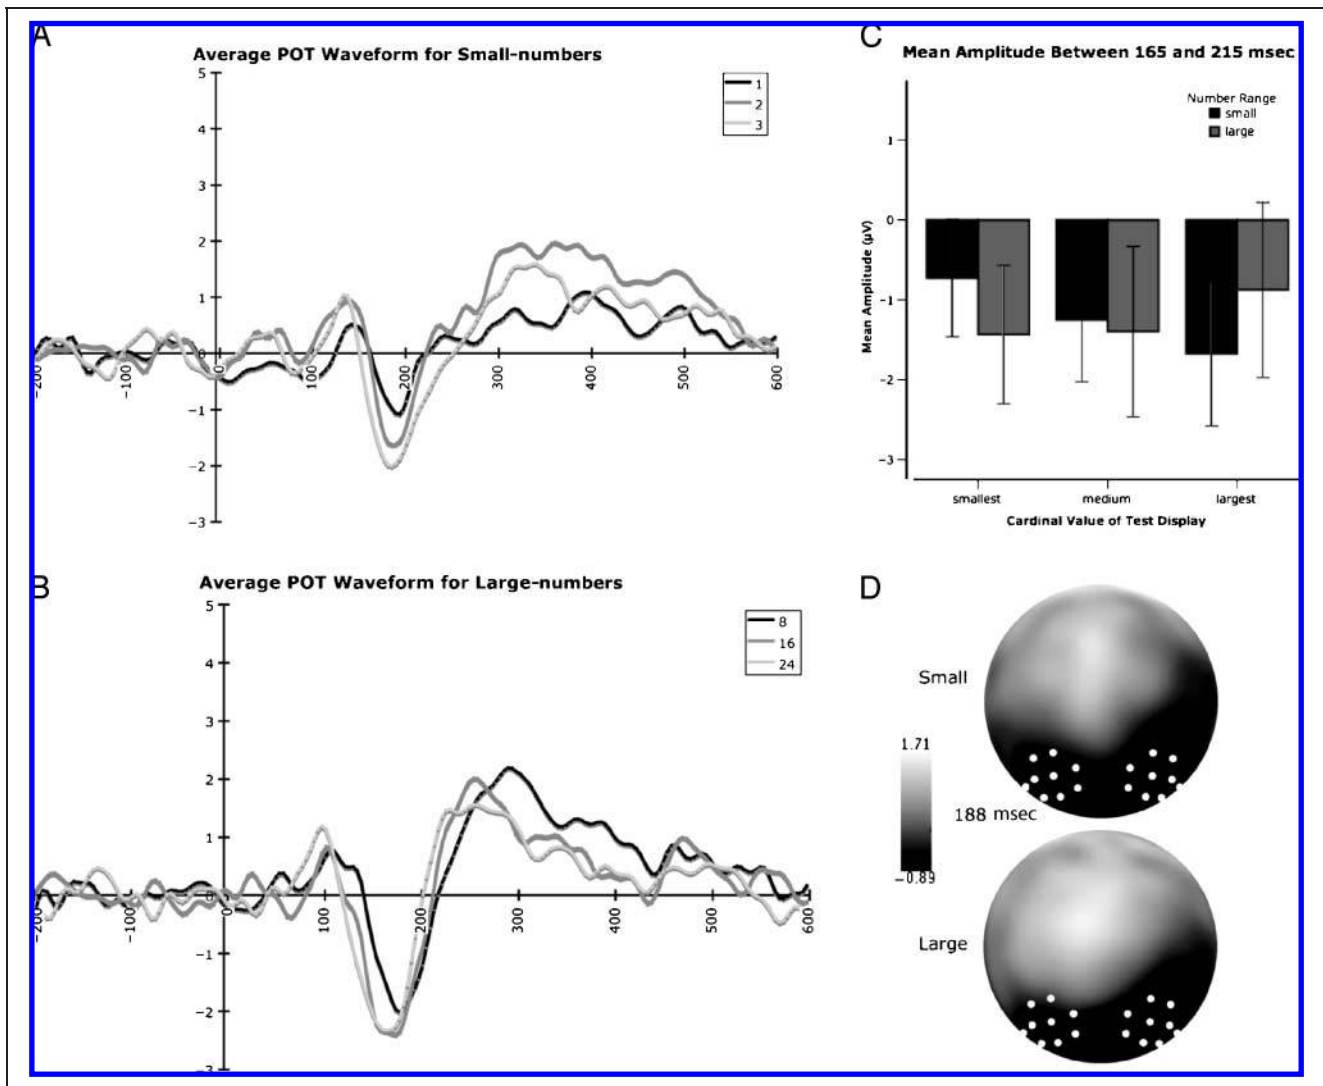 A
Average POT Waveform for Small-numbers
5
4
3
2
1
0
-1
-2
-3
-200
-100
0
100
200
300
400
500
600
1
2
3
B
Average POT Waveform for Large-numbers
5
4
3
2
1
0
-1
-2
-3
-200
-100
0
100
200
300
400
500
600
8
16
24
C
Mean Amplitude Between 165 and 215 msec
Number Range
small
large
Mean Amplitude (μV)
1
0
-1
-2
-3
smallest
medium
largest
Cardinal Value of Test Display
D
Small
1.71
188 msec
-0.89
Large